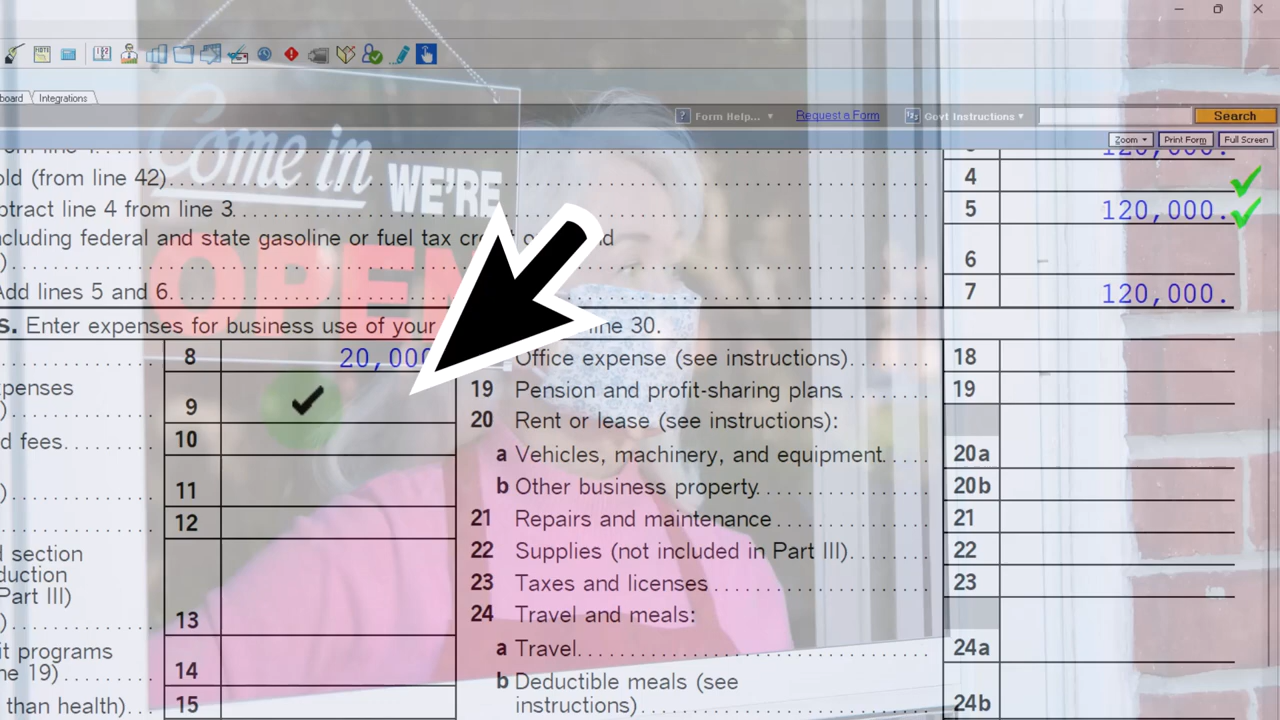 board
Integrations
Form Help...
Request a Form
Govt Instructions
Search
Zoom
Print Form
Full Screen
Come in
WE'RE
OPEN
120,000.
old (from line 42)
4
btract line 4 from line 3.
5
120,000.
ncluding federal and state gasoline or fuel tax
6
Add lines 5 and 6.
7
120,000.
s. Enter expenses for business use of your
line 30.
8
20,000
Office expense (see instructions)
18
xpenses
9
19 Pension and profit-sharing plans
19
20 Rent or lease (see instructions):
d fees
10
a Vehicles, machinery, and equipment
20a
11
b Other business property
20b
12
21 Repairs and maintenance
21
d section
22 Supplies (not included in Part III)
22
duction
Part III)
13
23 Taxes and licenses
23
24 Travel and meals:
it programs
ne 19)
14
a Travel
24a
than health)
15
b Deductible meals (see
instructions)
24b